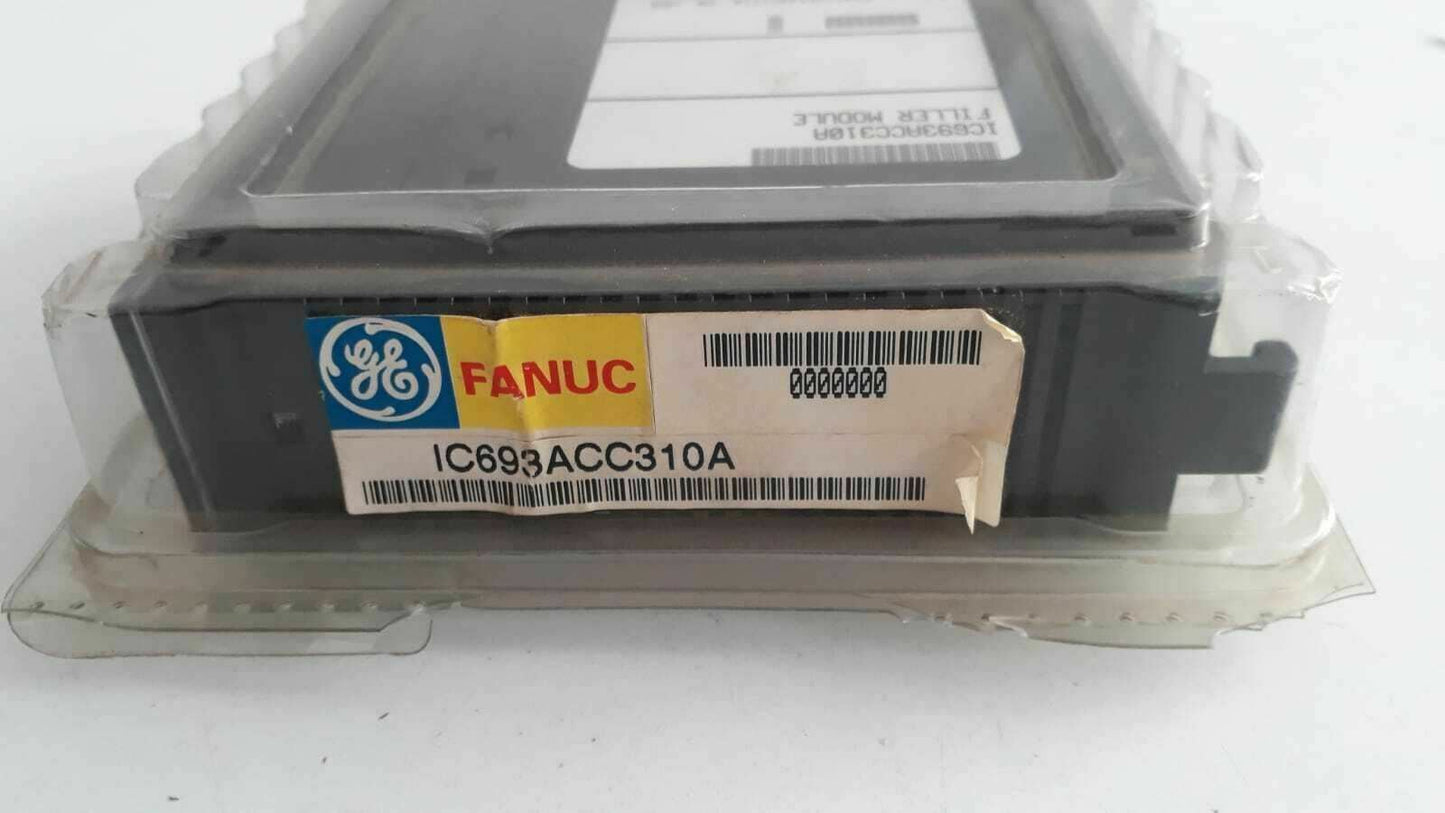 IC693ACC310A
FILLER MODULE
GE FANUC
0000000
IC693ACC310A